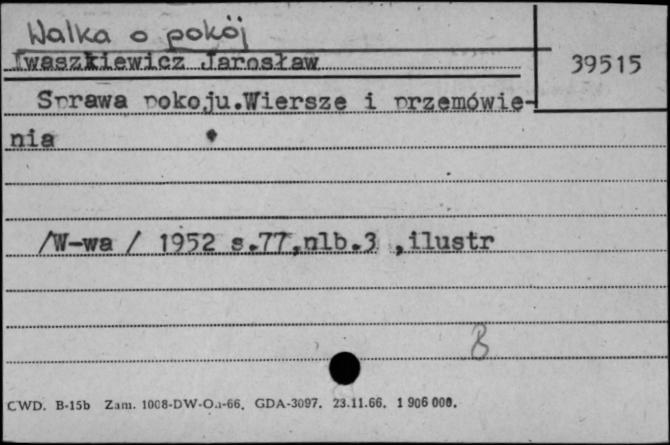 Walka o pokój
Iwaszkiewicz Jarosław
39515
Sprawa pokoju.Wiersze i przemówie-
nia
/W-wa / 1952 s.77,nlb.3 ,ilustr
8
CWD. B-15b Zam. 1008-DW-O.i-66. GDA-3097. 23.11.66. 1 906 000.